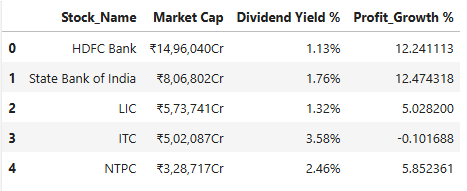 Stock_Name Market Cap Dividend Yield % Profit_Growth %
0 HDFC Bank ₹14,96,040Cr 1.13% 12.241113
1 State Bank of India ₹8,06,802Cr 1.76% 12.474318
2 LIC ₹5,73,741Cr 1.32% 5.028200
3 ITC ₹5,02,087Cr 3.58% -0.101688
4 NTPC ₹3,28,717Cr 2.46% 5.852361